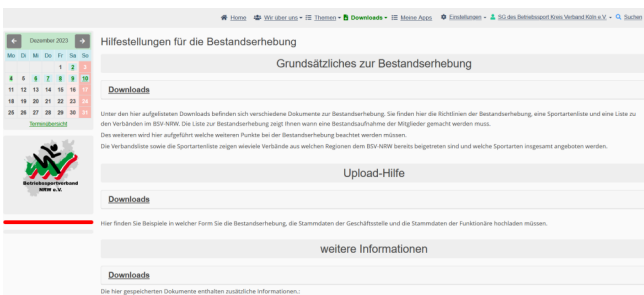 Home Wir über uns Themen Downloads Meine Apps Einstellungen SG des Betriebssport Kreis Verband Köln e.V. Suchen
Dezember 2023
Mo Di Mi Do Fr Sa So
1 2 3
4 5 6 7 8 9 10
11 12 13 14 15 16 17
18 19 20 21 22 23 24
25 26 27 28 29 30 31
Terminübersicht
Betriebssportverband
NRW e.V.
Hilfestellungen für die Bestandserhebung
Grundsätzliches zur Bestandserhebung
Downloads
Unter den hier aufgelisteten Downloads befinden sich verschiedene Dokumente zur Bestandserhebung. Sie finden hier die Richtlinien der Bestandserhebung, eine Sportartenliste und eine Liste zu
den Verbänden im BSV-NRW. Die Liste zur Bestandserhebung zeigt Ihnen wann eine Bestandsaufnahme der Mitglieder gemacht werden muss.
Des weiteren wird hier aufgeführt welche weiteren Punkte bei der Bestandserhebung beachtet werden müssen.
Die Verbandsliste sowie die Sportartenliste zeigen wieviele Verbände aus welchen Regionen dem BSV-NRW bereits beigetreten sind und welche Sportarten insgesamt angeboten werden.
Upload-Hilfe
Downloads
Hier finden Sie Beispiele in welcher Form Sie die Bestandserhebung, die Stammdaten der Geschäftsstelle und die Stammdaten der Funktionäre hochladen müssen.
weitere Informationen
Downloads
Die hier gespeicherten Dokumente enthalten zusätzliche Informationen.: